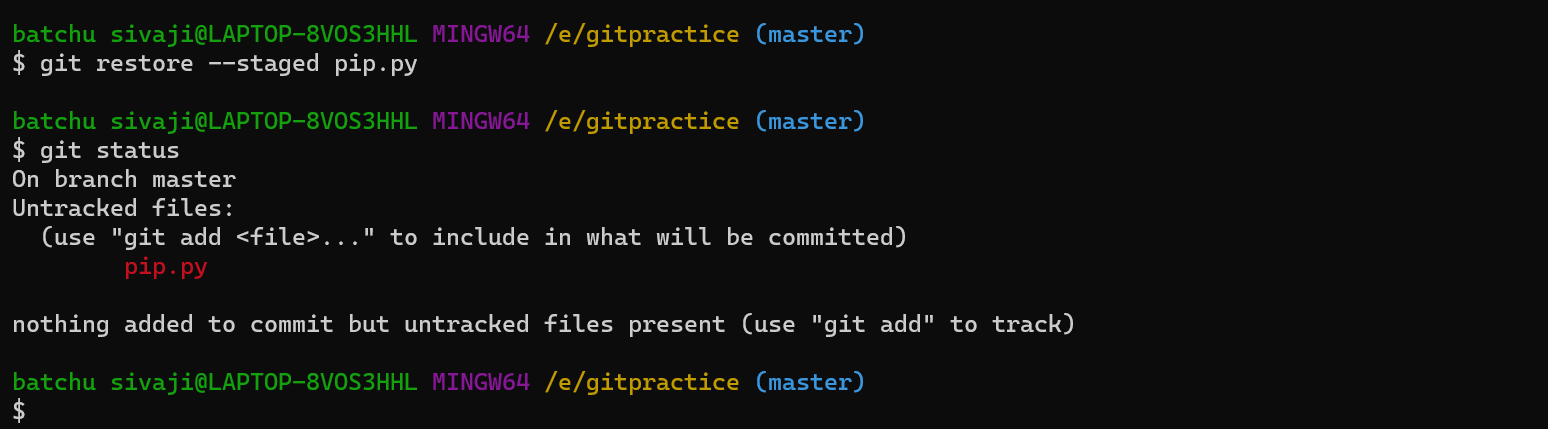 batchu sivaji@LAPTOP-8VOS3HHL MINGW64 /e/gitpractice (master)
$ git restore --staged pip.py
batchu sivaji@LAPTOP-8VOS3HHL MINGW64 /e/gitpractice (master)
$ git status
On branch master
Untracked files:
  (use "git add <file>..." to include in what will be committed)
        pip.py
nothing added to commit but untracked files present (use "git add" to track)
batchu sivaji@LAPTOP-8VOS3HHL MINGW64 /e/gitpractice (master)
$